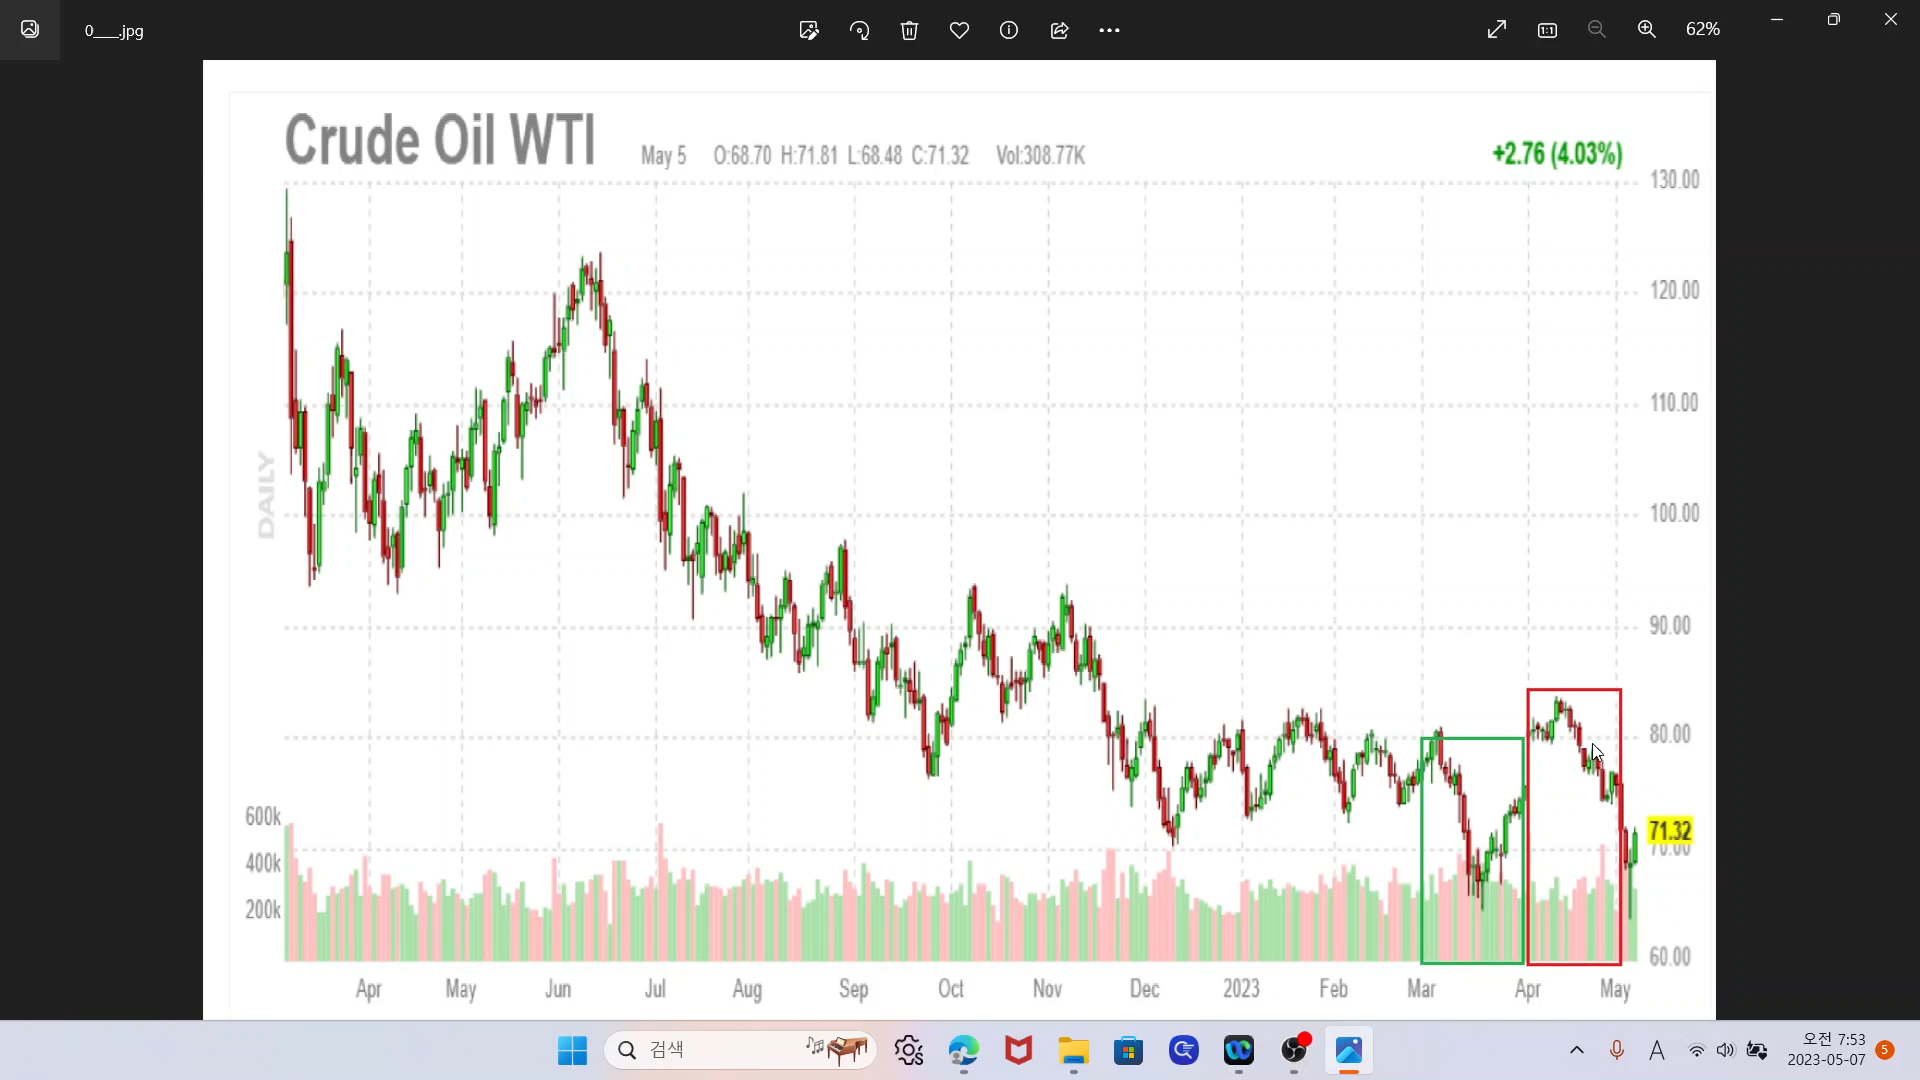 0___.jpg
62%
Crude Oil WTI
May 5 O:68.70 H:71.81 L:68.48 C:71.32 Vol:308.77K
+2.76 (4.03%)
130.00
120.00
110.00
100.00
90.00
80.00
71.32
70.00
60.00
DAILY
600k
400k
200k
Apr May Jun Jul Aug Sep Oct Nov Dec 2023 Feb Mar Apr May
검색
A
오전 7:53
2023-05-07
5